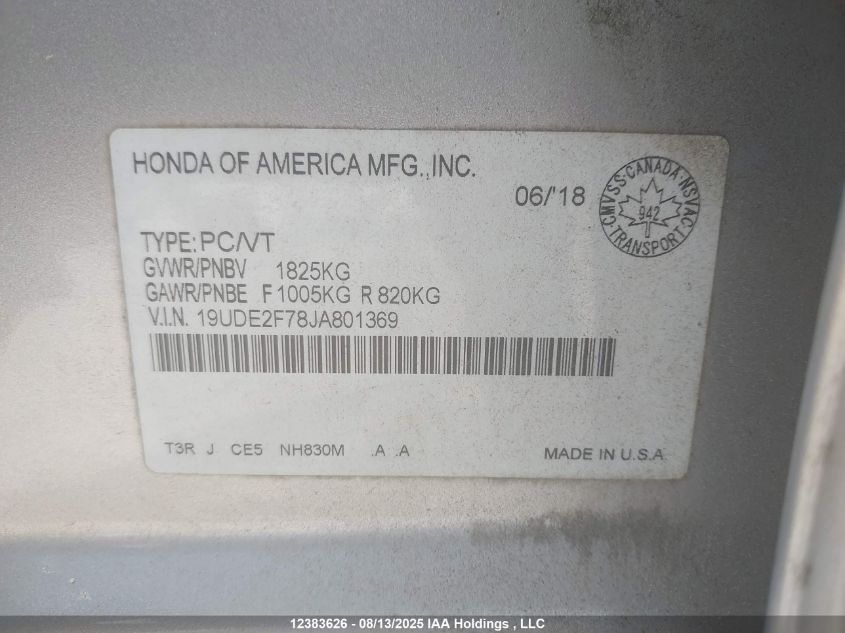 HONDA OF AMERICA MFG., INC.
06/'18
CMVSS·CANADA·NSVAC
942
·TRANSPORT·
TYPE: PC/VT
GVWR/PNBV 1825KG
GAWR/PNBE F 1005KG R 820KG
V.I.N. 19UDE2F78JA801369
T3R J CE5 NH830M .A .A
MADE IN U.S.A.
12383626 - 08/13/2025 IAA Holdings , LLC